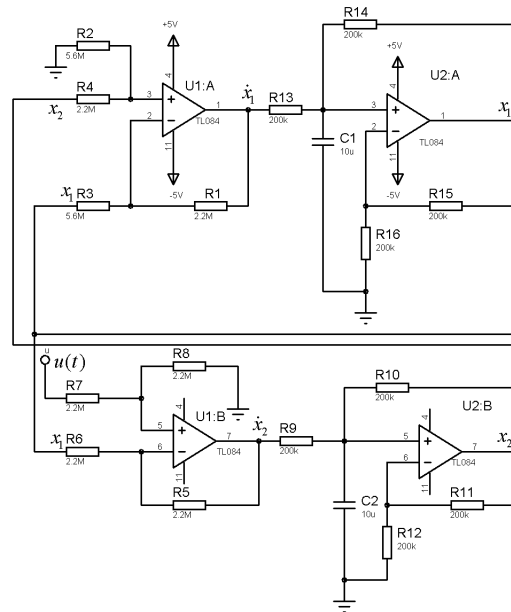 R14
200k
R2
5.6M
+5V
4
U1:A
R4
x₂
2.2M
3
2
1
TL084
11
-5V
ẋ₁
R13
200k
+5V
4
U2:A
3
2
1
TL084
11
-5V
x₁
C1
10u
R3
x₁
5.6M
R1
2.2M
R15
200k
R16
200k
u
u(t)
R7
2.2M
R8
2.2M
U1:B
4
5
6
7
TL084
11
x₁
R6
2.2M
R5
2.2M
ẋ₂
R9
200k
R10
200k
U2:B
4
5
6
7
TL084
11
x₂
C2
10u
R11
200k
R12
200k